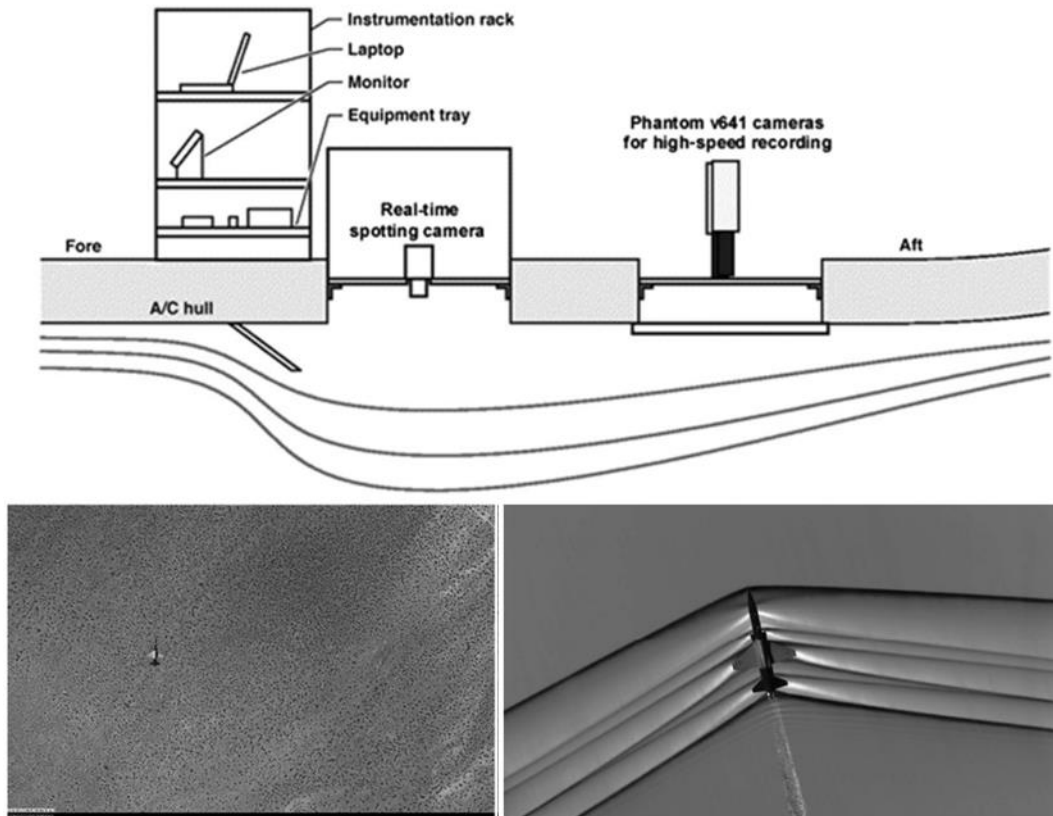 Instrumentation rack
Laptop
Monitor
Equipment tray
Phantom v641 cameras
for high-speed recording
Real-time
spotting camera
Fore
Aft
A/C hull